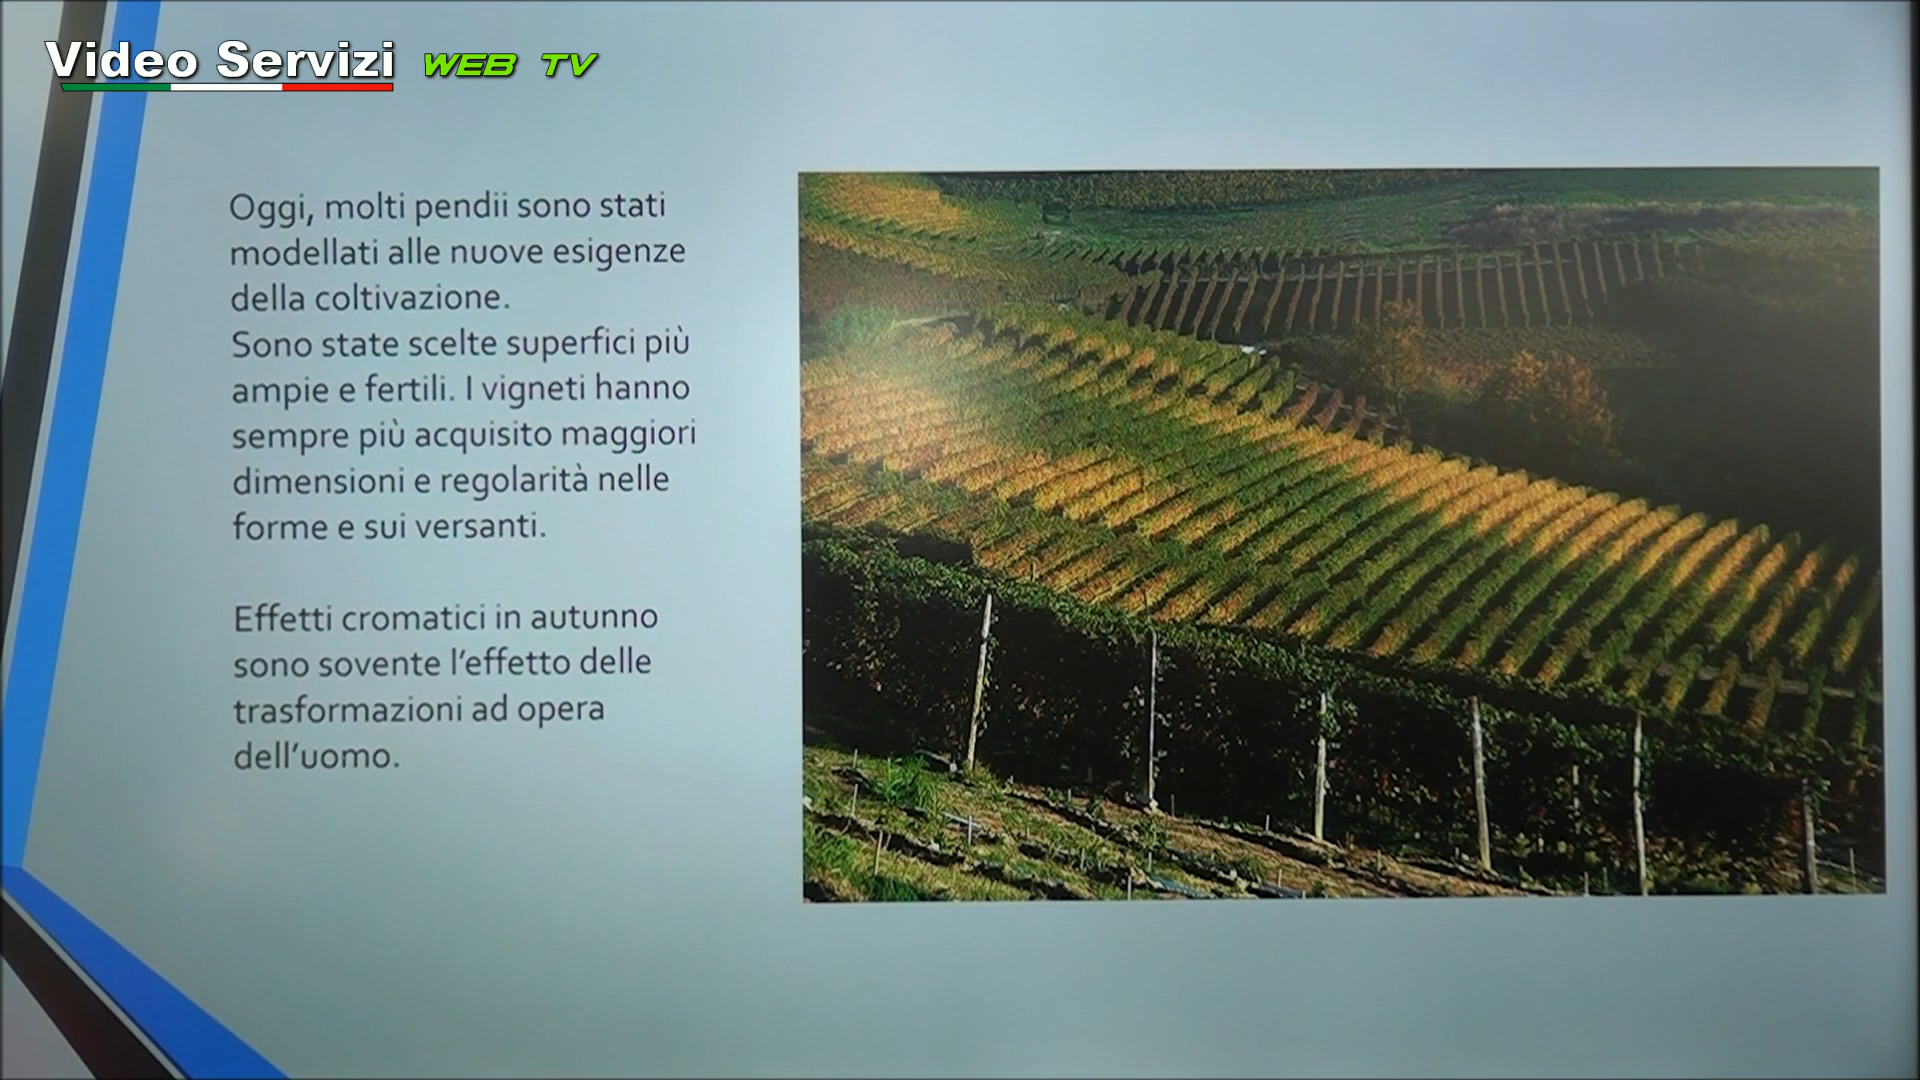 Video Servizi WEB TV
Oggi, molti pendii sono stati
modellati alle nuove esigenze
della coltivazione.
Sono state scelte superfici più
ampie e fertili. I vigneti hanno
sempre più acquisito maggiori
dimensioni e regolarità nelle
forme e sui versanti.
Effetti cromatici in autunno
sono sovente l’effetto delle
trasformazioni ad opera
dell’uomo.